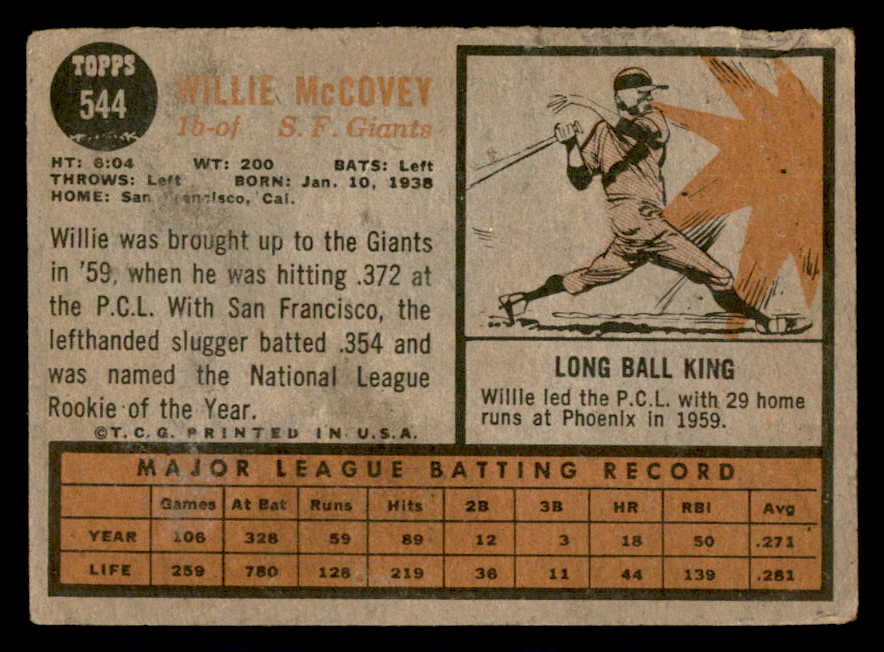 TOPPS
544
WILLIE McCOVEY
1b-of S. F. Giants
HT: 6:04 WT: 200 BATS: Left
THROWS: Left BORN: Jan. 10, 1938
HOME: San Francisco, Cal.
Willie was brought up to the Giants
in '59, when he was hitting .372 at
the P.C.L. With San Francisco, the
lefthanded slugger batted .354 and
was named the National League
Rookie of the Year.
©T.C.G. PRINTED IN U.S.A.
LONG BALL KING
Willie led the P.C.L. with 29 home
runs at Phoenix in 1959.
MAJOR LEAGUE BATTING RECORD
Games At Bat Runs Hits 2B 3B HR RBI Avg
YEAR 106 328 59 89 12 3 18 50 .271
LIFE 259 780 128 219 36 11 44 139 .281